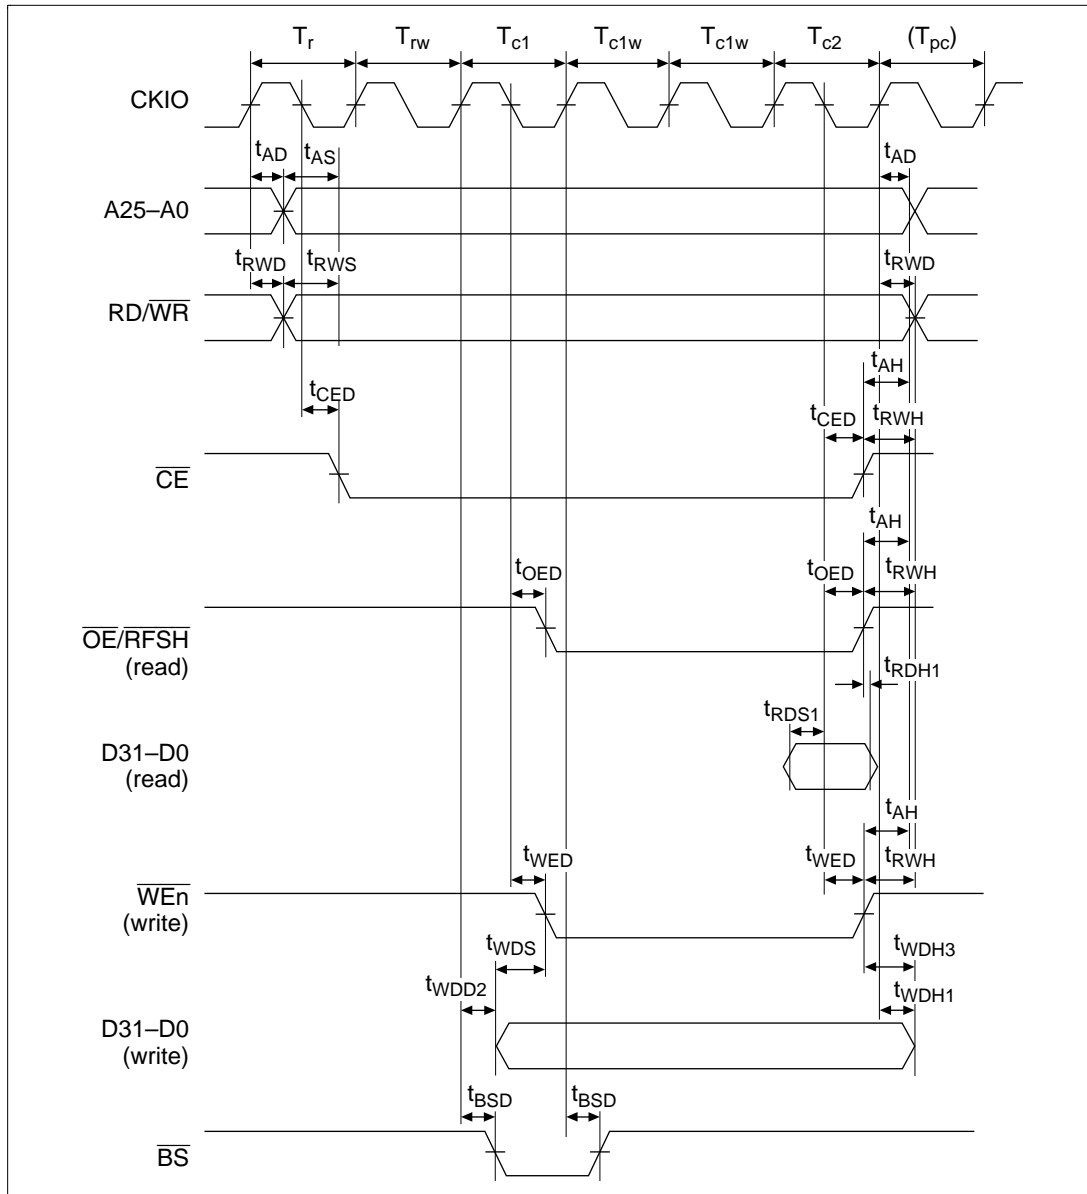 Tr Trw Tc1 Tc1w Tc1w Tc2 (Tpc)
CKIO
tAD tAS tAD
A25–A0
tRWD tRWS tRWD
RD/WR
tAH
tCED tCED tRWH
CE
tAH
tOED tOED tRWH
OE/RFSH
(read)
tRDH1
tRDS1
D31–D0
(read)
tAH
tWED tWED tRWH
WEn
(write)
tWDS tWDH3
tWDD2 tWDH1
D31–D0
(write)
tBSD tBSD
BS